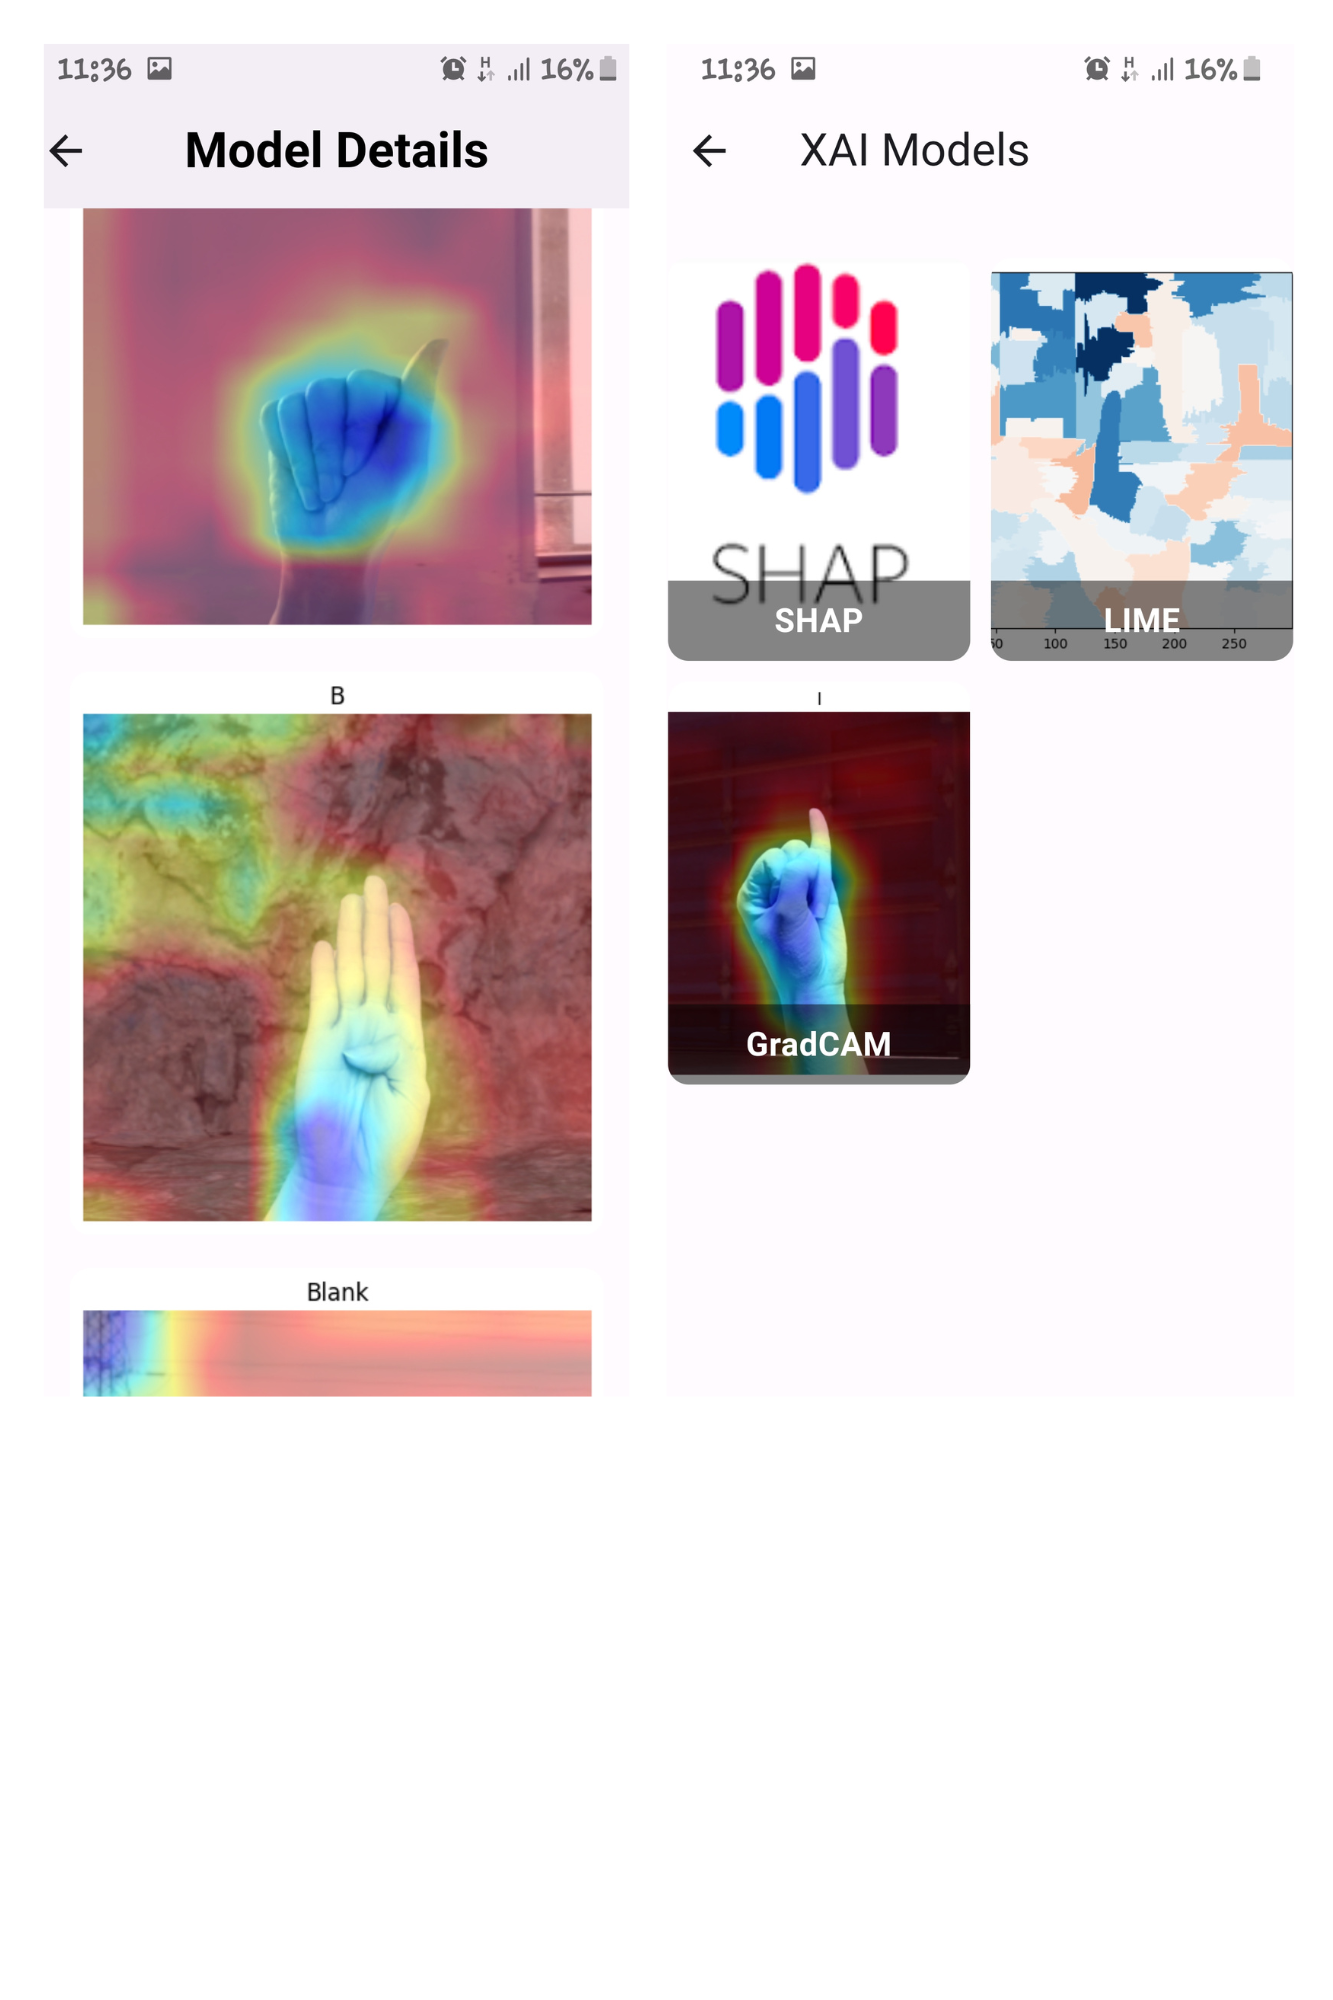 11:36
16%
Model Details
B
Blank
11:36
16%
XAI Models
SHAP
SHAP
LIME
100 150 200 250
I
GradCAM